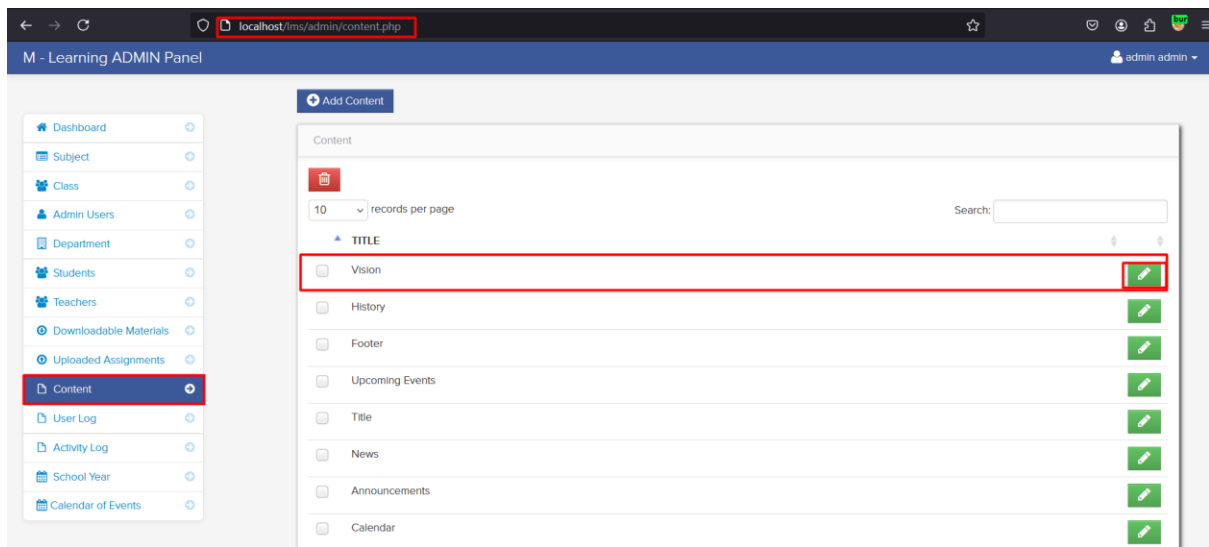 localhost/lms/admin/content.php
bur
M - Learning ADMIN Panel
admin admin
Add Content
Dashboard
Subject
Class
Admin Users
Department
Students
Teachers
Downloadable Materials
Uploaded Assignments
Content
User Log
Activity Log
School Year
Calendar of Events
Content
10 records per page
Search:
TITLE
Vision
History
Footer
Upcoming Events
Title
News
Announcements
Calendar